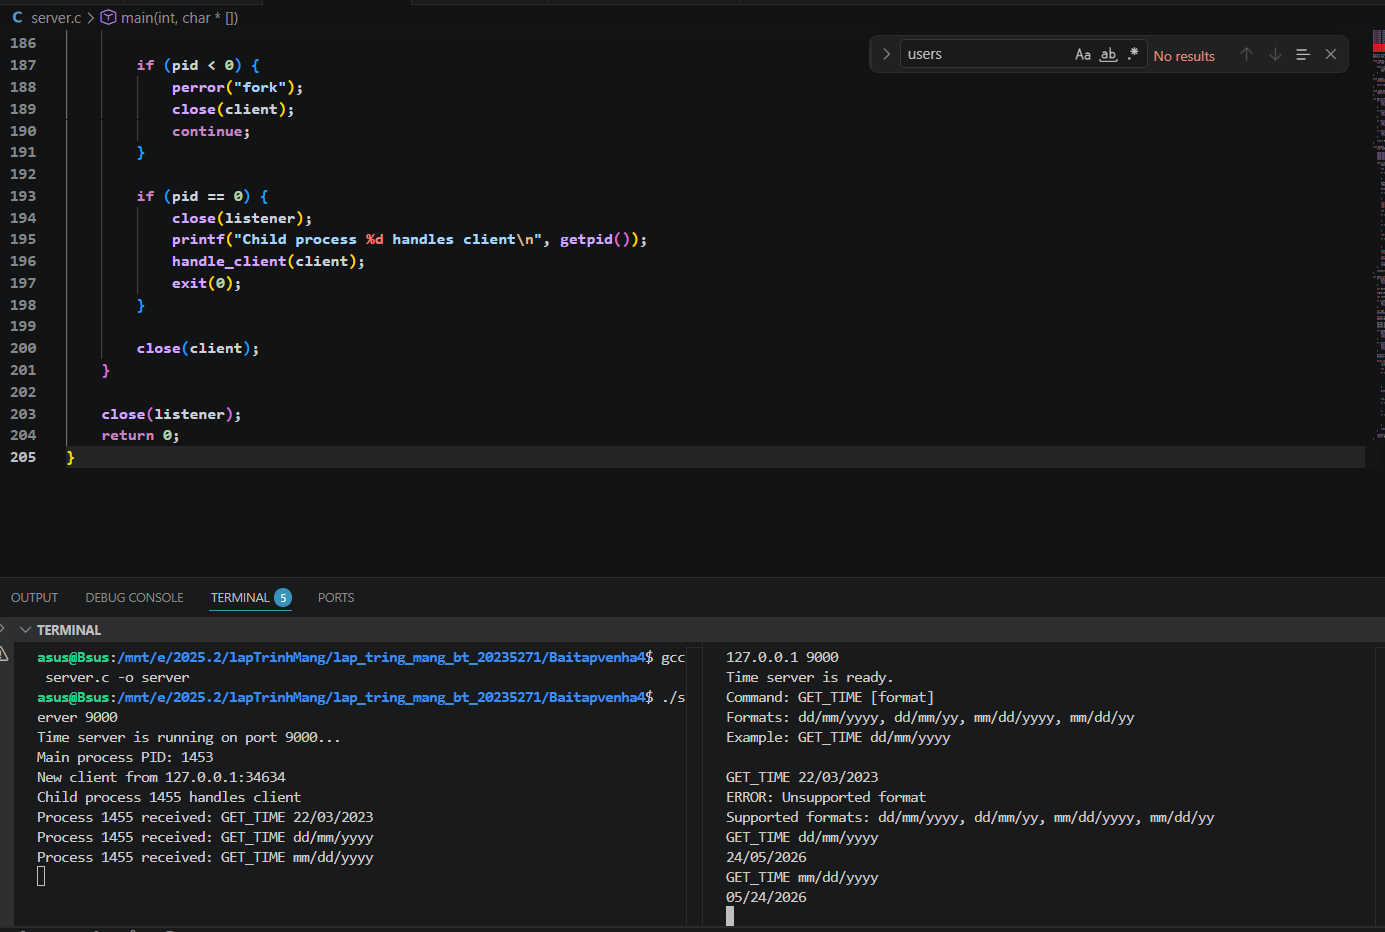 C server.c > main(int, char * [])
users Aa ab .* No results
186
187 if (pid < 0) {
188 perror("fork");
189 close(client);
190 continue;
191 }
192
193 if (pid == 0) {
194 close(listener);
195 printf("Child process %d handles client\n", getpid());
196 handle_client(client);
197 exit(0);
198 }
199
200 close(client);
201 }
202
203 close(listener);
204 return 0;
205 }
OUTPUT DEBUG CONSOLE TERMINAL 5 PORTS
TERMINAL
asus@Bsus:/mnt/e/2025.2/lapTrinhMang/lap_tring_mang_bt_20235271/Baitapvenha4$ gcc
server.c -o server
asus@Bsus:/mnt/e/2025.2/lapTrinhMang/lap_tring_mang_bt_20235271/Baitapvenha4$ ./s
erver 9000
Time server is running on port 9000...
Main process PID: 1453
New client from 127.0.0.1:34634
Child process 1455 handles client
Process 1455 received: GET_TIME 22/03/2023
Process 1455 received: GET_TIME dd/mm/yyyy
Process 1455 received: GET_TIME mm/dd/yyyy
127.0.0.1 9000
Time server is ready.
Command: GET_TIME [format]
Formats: dd/mm/yyyy, dd/mm/yy, mm/dd/yyyy, mm/dd/yy
Example: GET_TIME dd/mm/yyyy
GET_TIME 22/03/2023
ERROR: Unsupported format
Supported formats: dd/mm/yyyy, dd/mm/yy, mm/dd/yyyy, mm/dd/yy
GET_TIME dd/mm/yyyy
24/05/2026
GET_TIME mm/dd/yyyy
05/24/2026